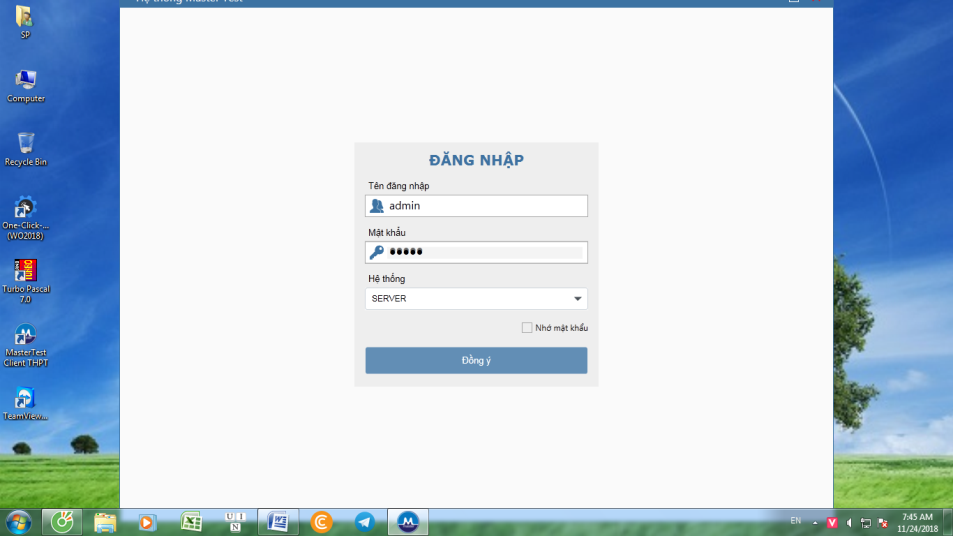 Hệ thống Master Test
SP
Computer
Recycle Bin
One-Click-...
(WO2018)
Turbo Pascal
7.0
MasterTest
Client THPT
TeamView...
ĐĂNG NHẬP
Tên đăng nhập
admin
Mật khẩu
Hệ thống
SERVER
Nhớ mật khẩu
Đồng ý
U I
N
EN
V
7:45 AM
11/24/2018